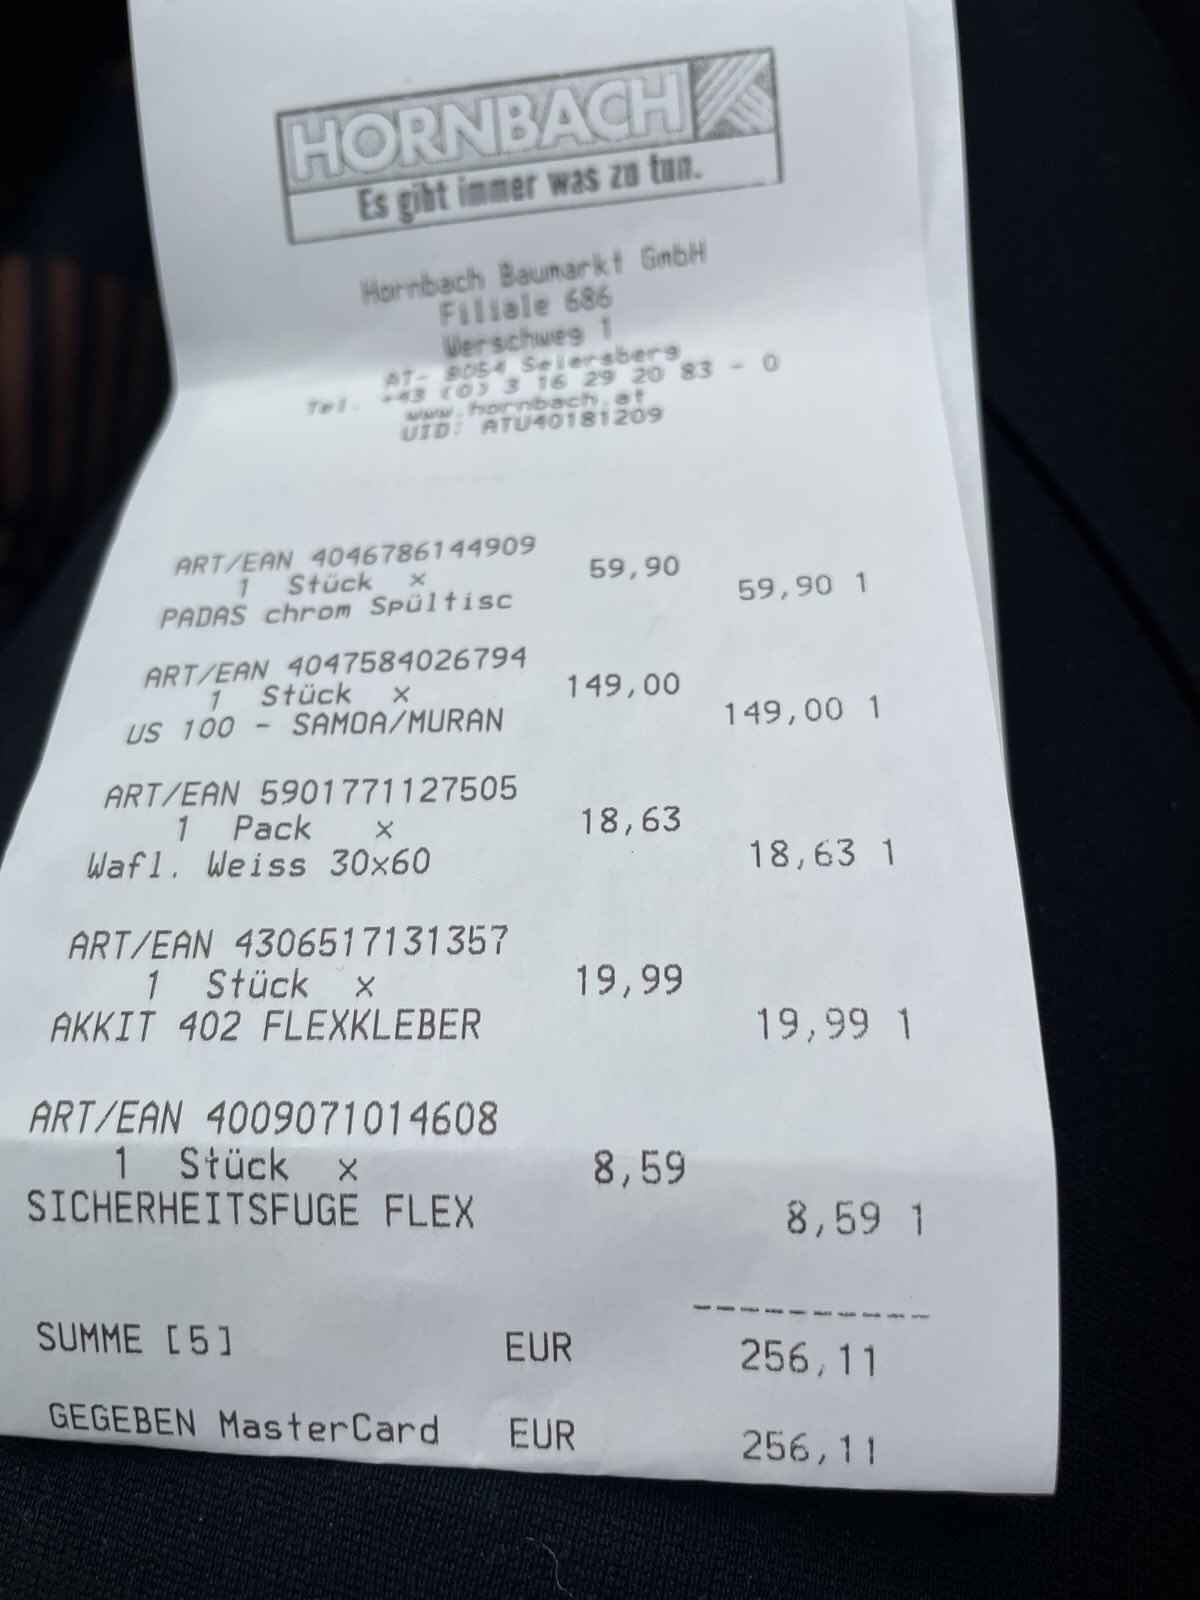 HORNBACH
Es gibt immer was zu tun.
Hornbach Baumarkt GmbH
Filiale 686
Werschweg 1
AT- 8054 Seiersberg
Tel. +43 (0) 3 16 29 20 83 - 0
www.hornbach.at
UID: ATU40181209
ART/EAN 4046786144909
1 Stück x 59,90 59,90 1
PADAS chrom Spültisc
ART/EAN 4047584026794
1 Stück x 149,00 149,00 1
US 100 - SAMOA/MURAN
ART/EAN 5901771127505
1 Pack x 18,63 18,63 1
Wafl. Weiss 30x60
ART/EAN 4306517131357
1 Stück x 19,99 19,99 1
AKKIT 402 FLEXKLEBER
ART/EAN 4009071014608
1 Stück x 8,59 8,59 1
SICHERHEITSFUGE FLEX
----------
SUMME [5] EUR 256,11
GEGEBEN MasterCard EUR 256,11